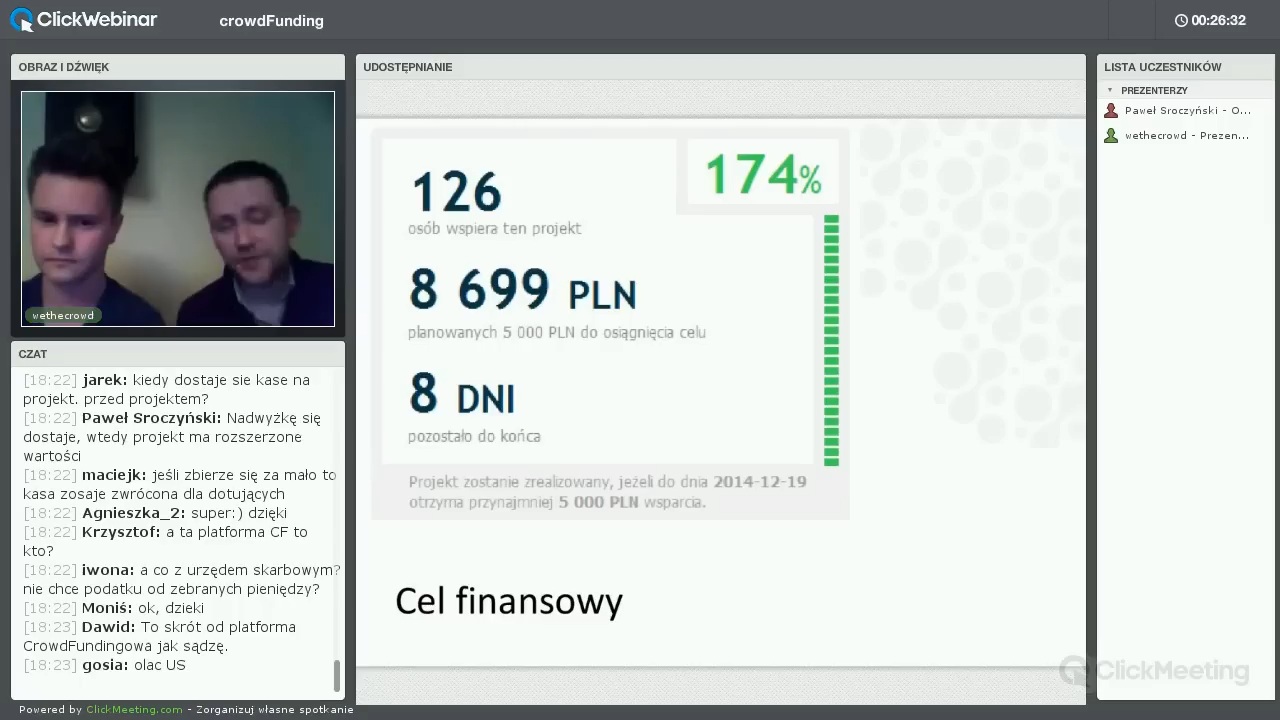 ClickWebinar
crowdFunding
00:26:32
OBRAZ I DŹWIĘK
wethecrowd
CZAT
[18:22] jarek: kiedy dostaje sie kase na
projekt. przed projektem?
[18:22] Paweł Sroczyński: Nadwyżkę się
dostaje, wtedy projekt ma rozszerzone
wartości
[18:22] maciejk: jeśli zbierze się za mało to
kasa zosaje zwrócona dla dotujących
[18:22] Agnieszka_2: super:) dzięki
[18:22] Krzysztof: a ta platforma CF to
kto?
[18:22] iwona: a co z urzędem skarbowym?
nie chce podatku od zebranych pieniędzy?
[18:22] Moniś: ok, dzieki
[18:23] Dawid: To skrót od platforma
CrowdFundingowa jak sądzę.
[18:23] gosia: olac US
Powered by ClickMeeting.com - Zorganizuj własne spotkanie
UDOSTĘPNIANIE
174%
126
osób wspiera ten projekt
8 699 PLN
planowanych 5 000 PLN do osiągnięcia celu
8 DNI
pozostało do końca
Projekt zostanie zrealizowany, jeżeli do dnia 2014-12-19
otrzyma przynajmniej 5 000 PLN wsparcia.
Cel finansowy
LISTA UCZESTNIKÓW
PREZENTERZY
Paweł Sroczyński - O...
wethecrowd - Prezen...
ClickMeeting